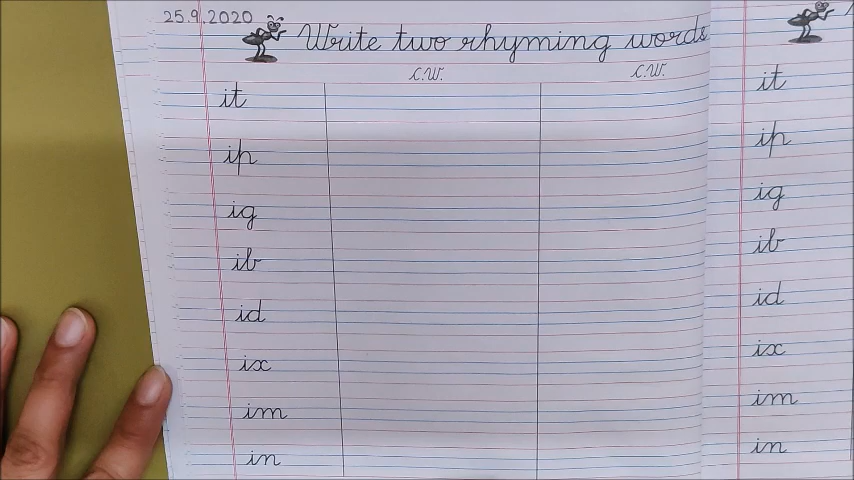 25.9.2020
Write two rhyming words
C.W. C.W.
it
ip
ig
ib
id
ix
im
in
it
ip
ig
ib
id
ix
im
in